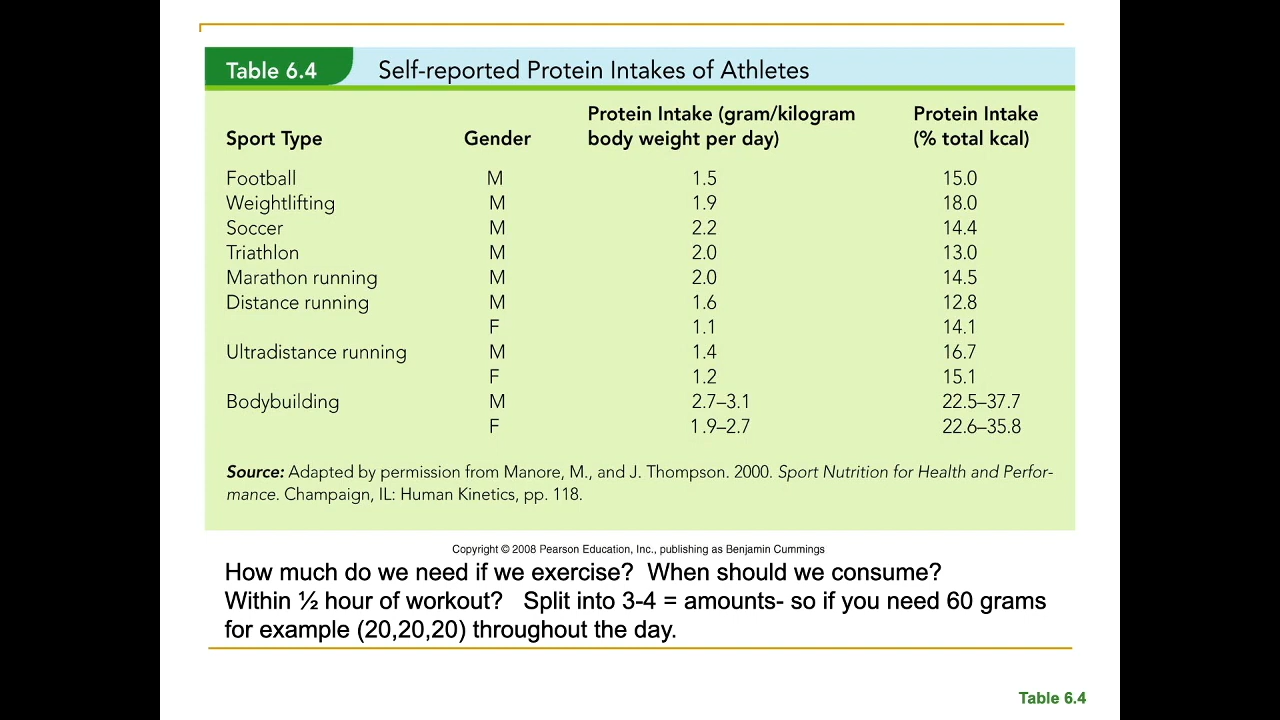 Table 6.4 Self-reported Protein Intakes of Athletes
Protein Intake (gram/kilogram Protein Intake
Sport Type Gender body weight per day) (% total kcal)
Football M 1.5 15.0
Weightlifting M 1.9 18.0
Soccer M 2.2 14.4
Triathlon M 2.0 13.0
Marathon running M 2.0 14.5
Distance running M 1.6 12.8
F 1.1 14.1
Ultradistance running M 1.4 16.7
F 1.2 15.1
Bodybuilding M 2.7–3.1 22.5–37.7
F 1.9–2.7 22.6–35.8
Source: Adapted by permission from Manore, M., and J. Thompson. 2000. Sport Nutrition for Health and Perfor-
mance. Champaign, IL: Human Kinetics, pp. 118.
Copyright © 2008 Pearson Education, Inc., publishing as Benjamin Cummings
How much do we need if we exercise? When should we consume?
Within ½ hour of workout? Split into 3-4 = amounts- so if you need 60 grams
for example (20,20,20) throughout the day.
Table 6.4